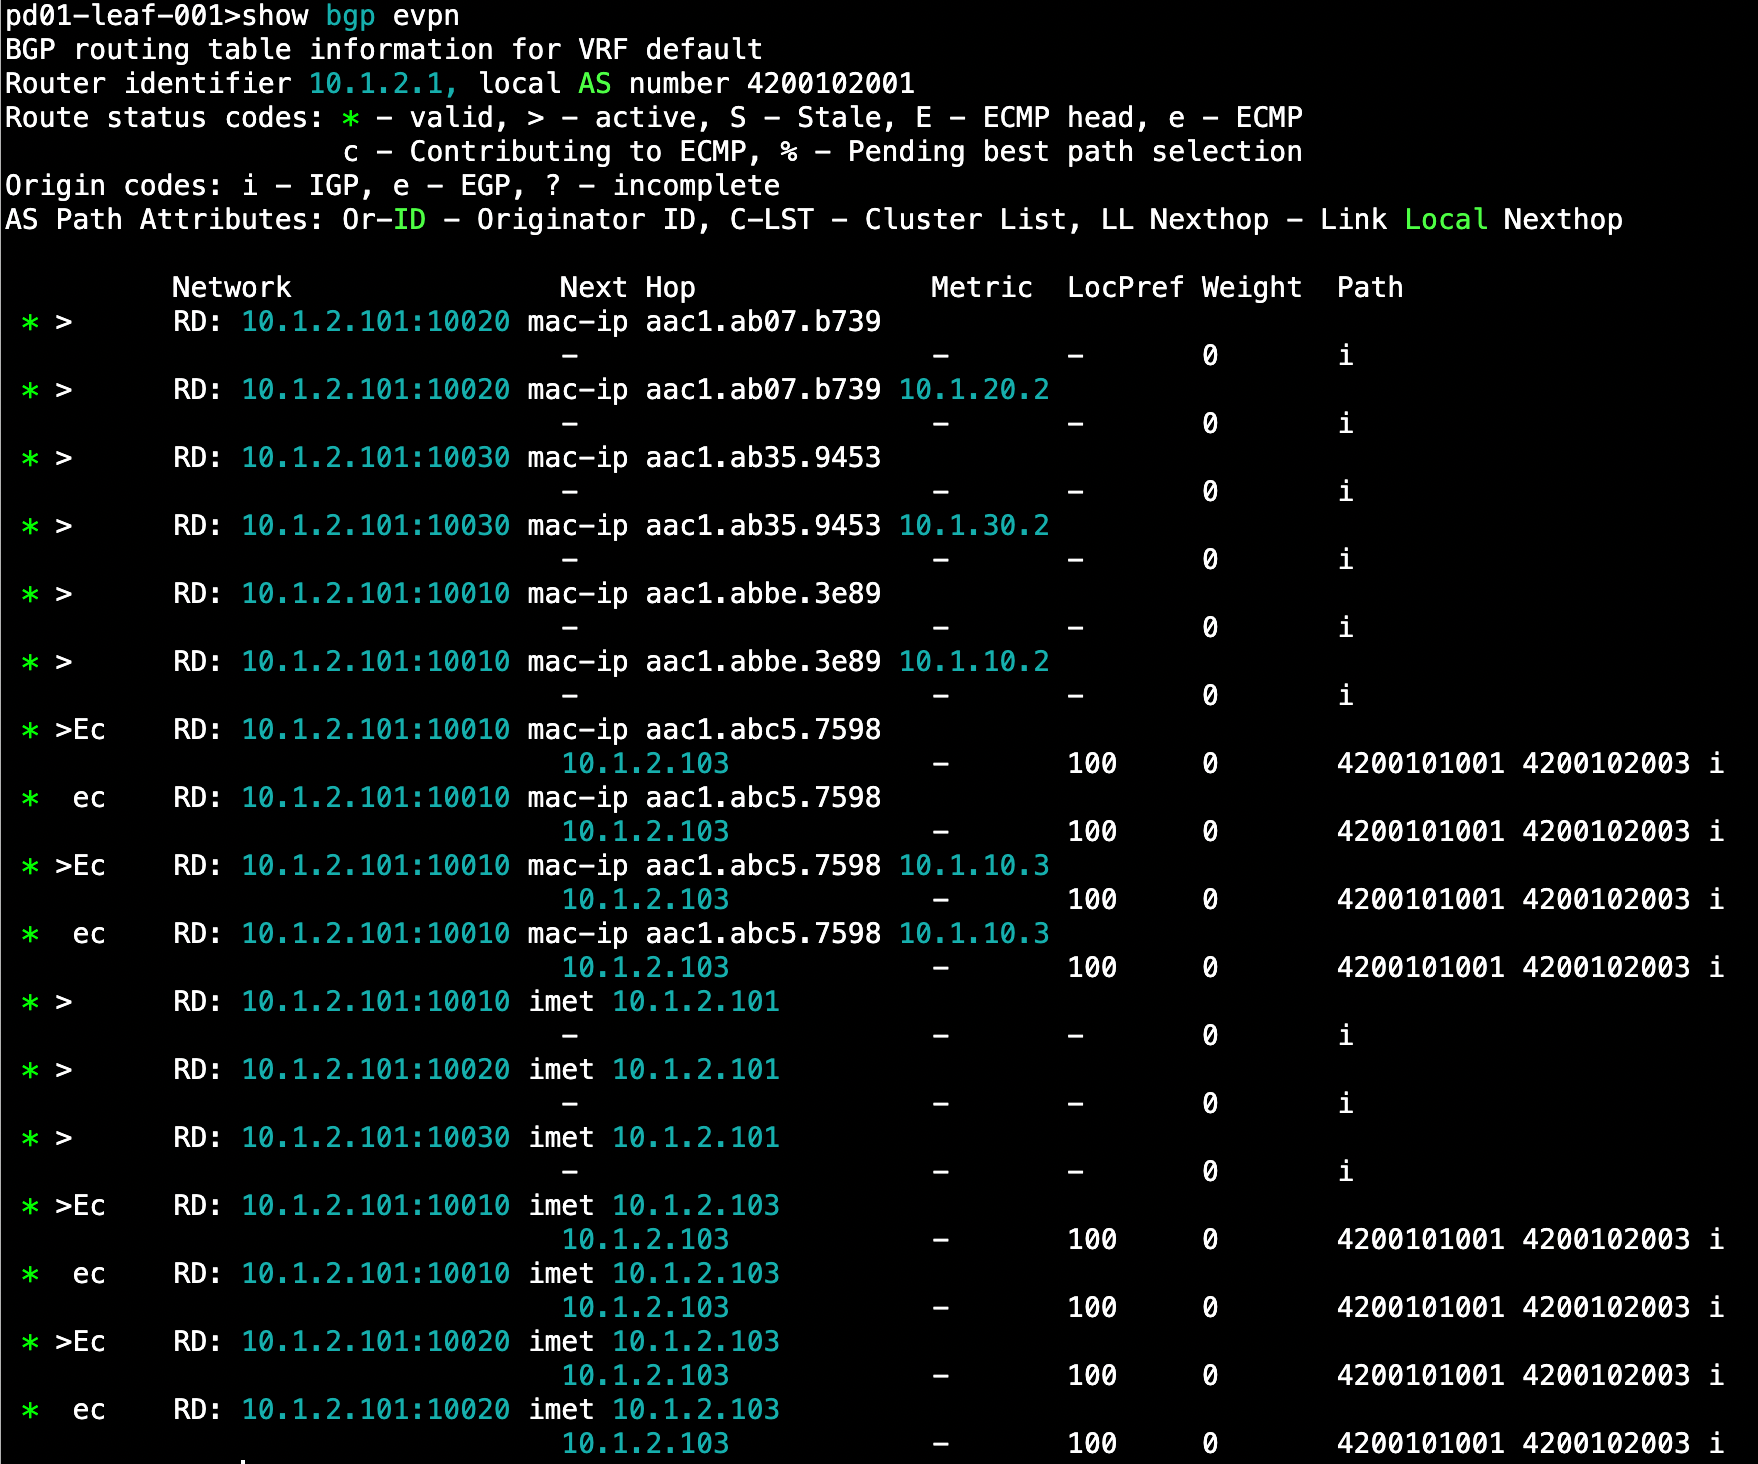 pd01-leaf-001>show bgp evpn
BGP routing table information for VRF default
Router identifier 10.1.2.1, local AS number 4200102001
Route status codes: * - valid, > - active, S - Stale, E - ECMP head, e - ECMP
                    c - Contributing to ECMP, % - Pending best path selection
Origin codes: i - IGP, e - EGP, ? - incomplete
AS Path Attributes: Or-ID - Originator ID, C-LST - Cluster List, LL Nexthop - Link Local Nexthop

          Network                Next Hop              Metric  LocPref Weight  Path
 * >      RD: 10.1.2.101:10020 mac-ip aac1.ab07.b739
                                 -                     -       -       0       i
 * >      RD: 10.1.2.101:10020 mac-ip aac1.ab07.b739 10.1.20.2
                                 -                     -       -       0       i
 * >      RD: 10.1.2.101:10030 mac-ip aac1.ab35.9453
                                 -                     -       -       0       i
 * >      RD: 10.1.2.101:10030 mac-ip aac1.ab35.9453 10.1.30.2
                                 -                     -       -       0       i
 * >      RD: 10.1.2.101:10010 mac-ip aac1.abbe.3e89
                                 -                     -       -       0       i
 * >      RD: 10.1.2.101:10010 mac-ip aac1.abbe.3e89 10.1.10.2
                                 -                     -       -       0       i
 * >Ec    RD: 10.1.2.101:10010 mac-ip aac1.abc5.7598
                                 10.1.2.103            -       100     0       4200101001 4200102003 i
 *  ec    RD: 10.1.2.101:10010 mac-ip aac1.abc5.7598
                                 10.1.2.103            -       100     0       4200101001 4200102003 i
 * >Ec    RD: 10.1.2.101:10010 mac-ip aac1.abc5.7598 10.1.10.3
                                 10.1.2.103            -       100     0       4200101001 4200102003 i
 *  ec    RD: 10.1.2.101:10010 mac-ip aac1.abc5.7598 10.1.10.3
                                 10.1.2.103            -       100     0       4200101001 4200102003 i
 * >      RD: 10.1.2.101:10010 imet 10.1.2.101
                                 -                     -       -       0       i
 * >      RD: 10.1.2.101:10020 imet 10.1.2.101
                                 -                     -       -       0       i
 * >      RD: 10.1.2.101:10030 imet 10.1.2.101
                                 -                     -       -       0       i
 * >Ec    RD: 10.1.2.101:10010 imet 10.1.2.103
                                 10.1.2.103            -       100     0       4200101001 4200102003 i
 *  ec    RD: 10.1.2.101:10010 imet 10.1.2.103
                                 10.1.2.103            -       100     0       4200101001 4200102003 i
 * >Ec    RD: 10.1.2.101:10020 imet 10.1.2.103
                                 10.1.2.103            -       100     0       4200101001 4200102003 i
 *  ec    RD: 10.1.2.101:10020 imet 10.1.2.103
                                 10.1.2.103            -       100     0       4200101001 4200102003 i